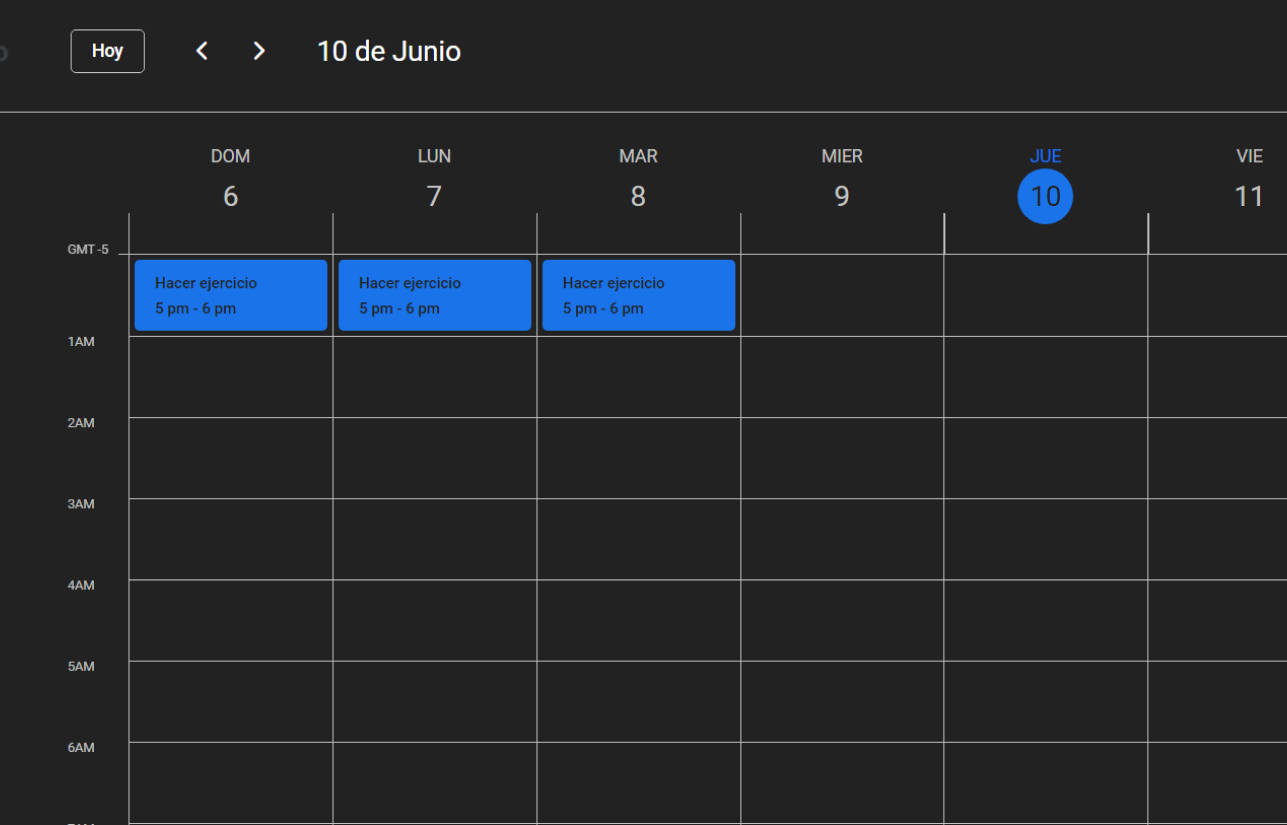 Hoy
10 de Junio
DOM LUN MAR MIER JUE VIE
6 7 8 9 10 11
GMT -5
Hacer ejercicio Hacer ejercicio Hacer ejercicio
5 pm - 6 pm 5 pm - 6 pm 5 pm - 6 pm
1AM
2AM
3AM
4AM
5AM
6AM